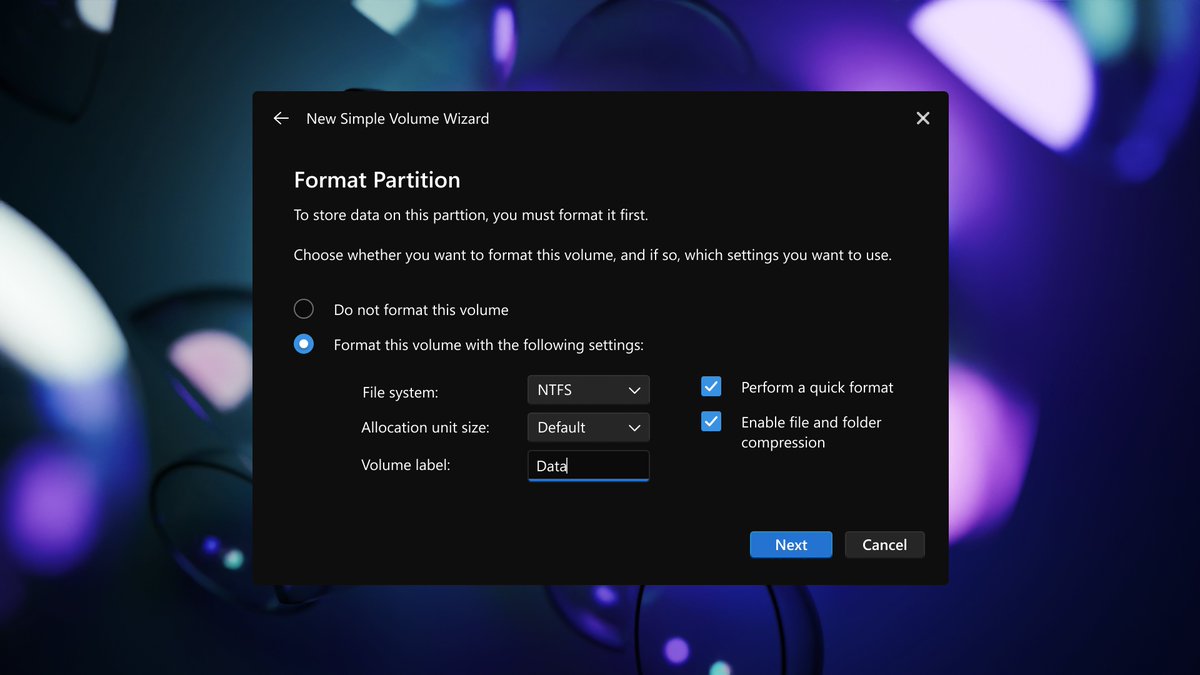 New Simple Volume Wizard
Format Partition
To store data on this parttion, you must format it first.
Choose whether you want to format this volume, and if so, which settings you want to use.
Do not format this volume
Format this volume with the following settings:
File system:
NTFS
Perform a quick format
Allocation unit size:
Default
Enable file and folder
compression
Volume label:
Data
Next
Cancel